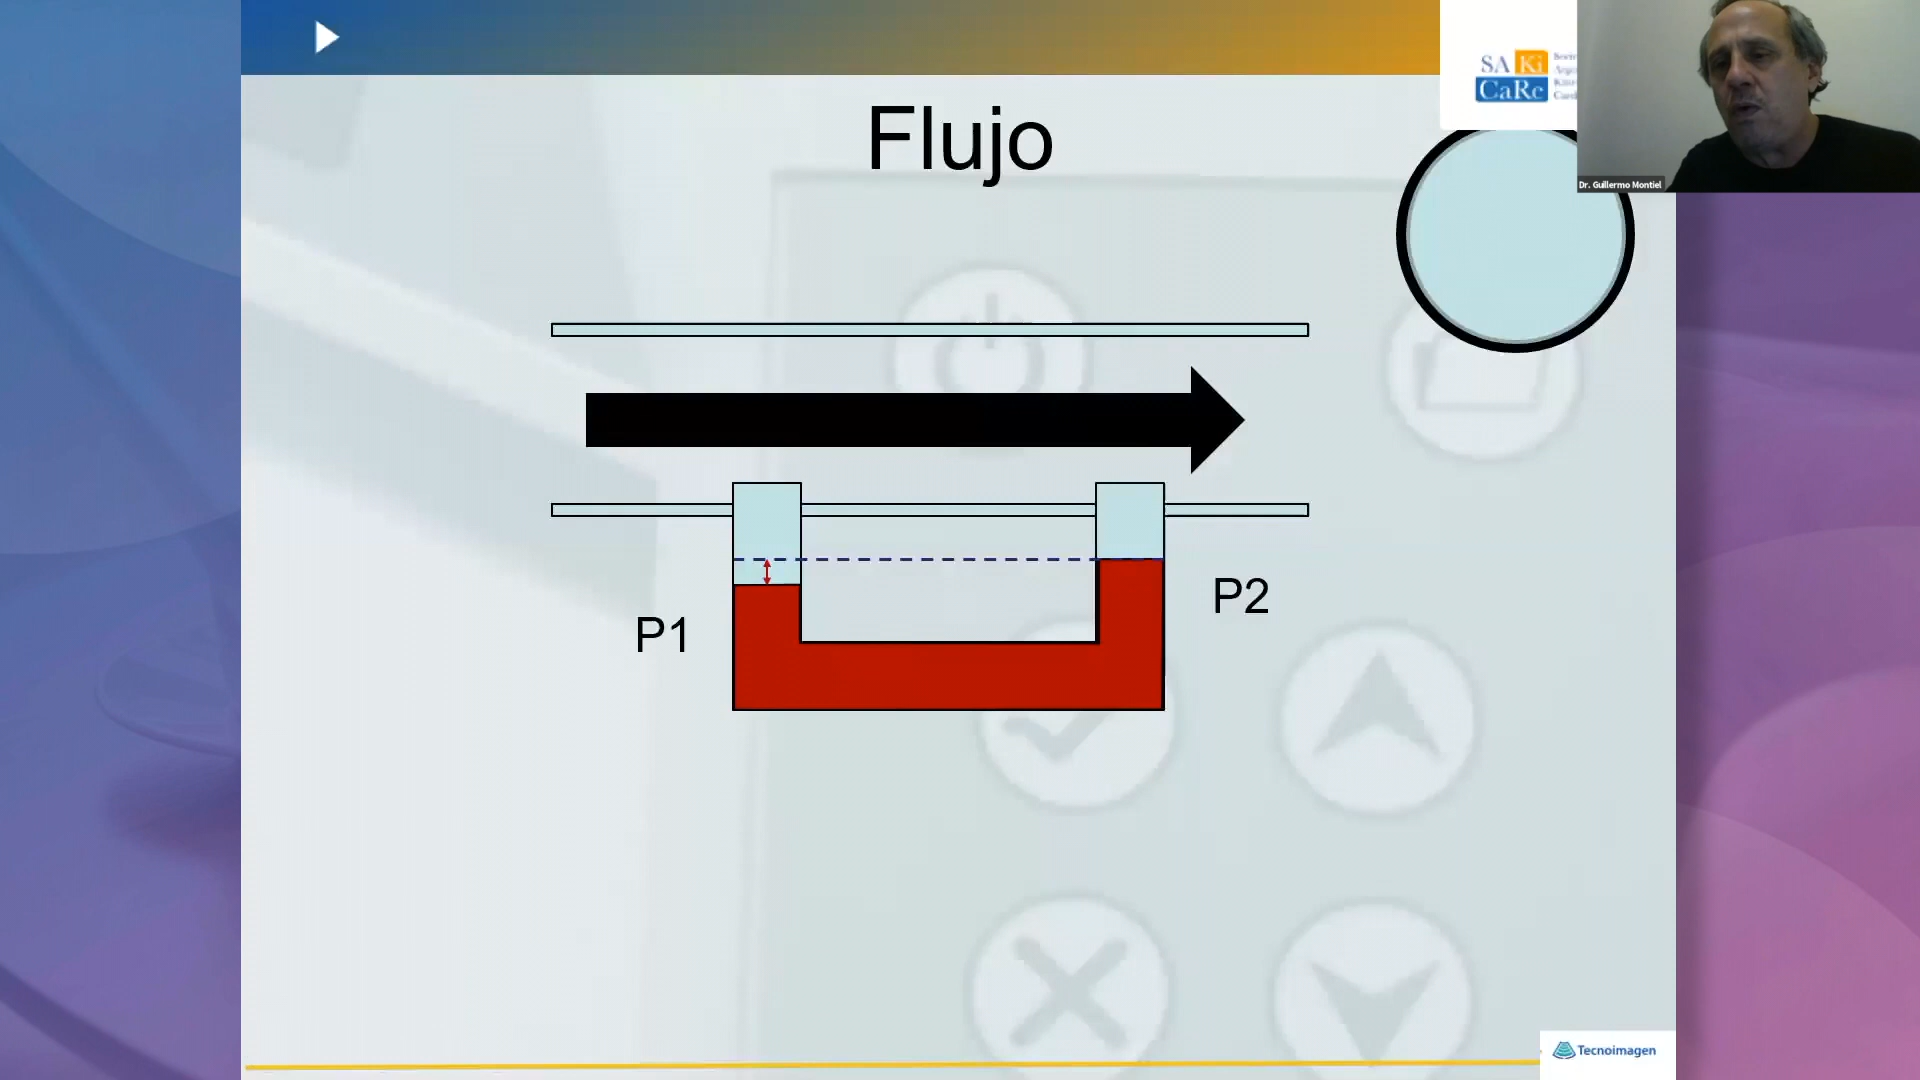 Flujo
SA Ki
CaRe
Dr. Guillermo Montiel
P1
P2
Tecnoimagen